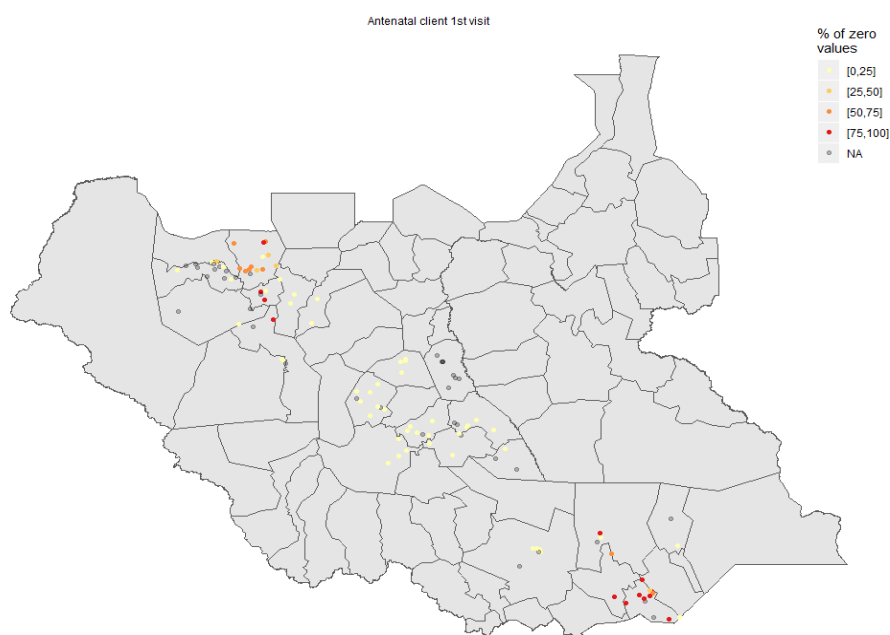 Antenatal client 1st visit
% of zero
values
[0,25]
[25,50]
[50,75]
[75,100]
NA